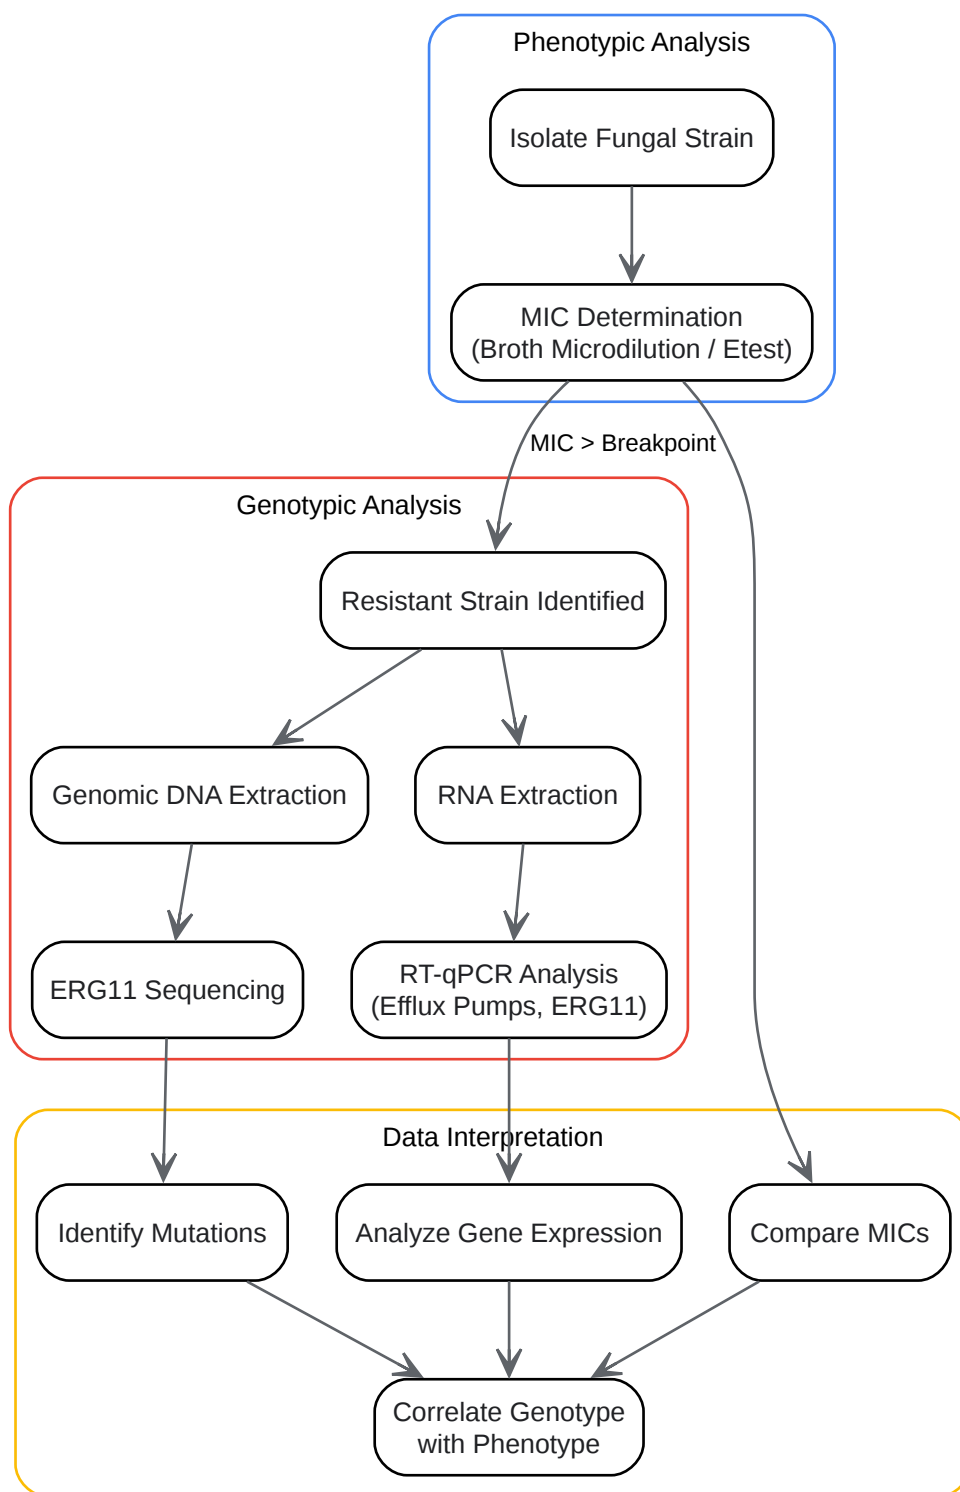 Phenotypic Analysis
Isolate Fungal Strain
MIC Determination
(Broth Microdilution / Etest)
MIC > Breakpoint
Genotypic Analysis
Resistant Strain Identified
Genomic DNA Extraction
RNA Extraction
ERG11 Sequencing
RT-qPCR Analysis
(Efflux Pumps, ERG11)
Data Interpretation
Identify Mutations
Analyze Gene Expression
Compare MICs
Correlate Genotype
with Phenotype